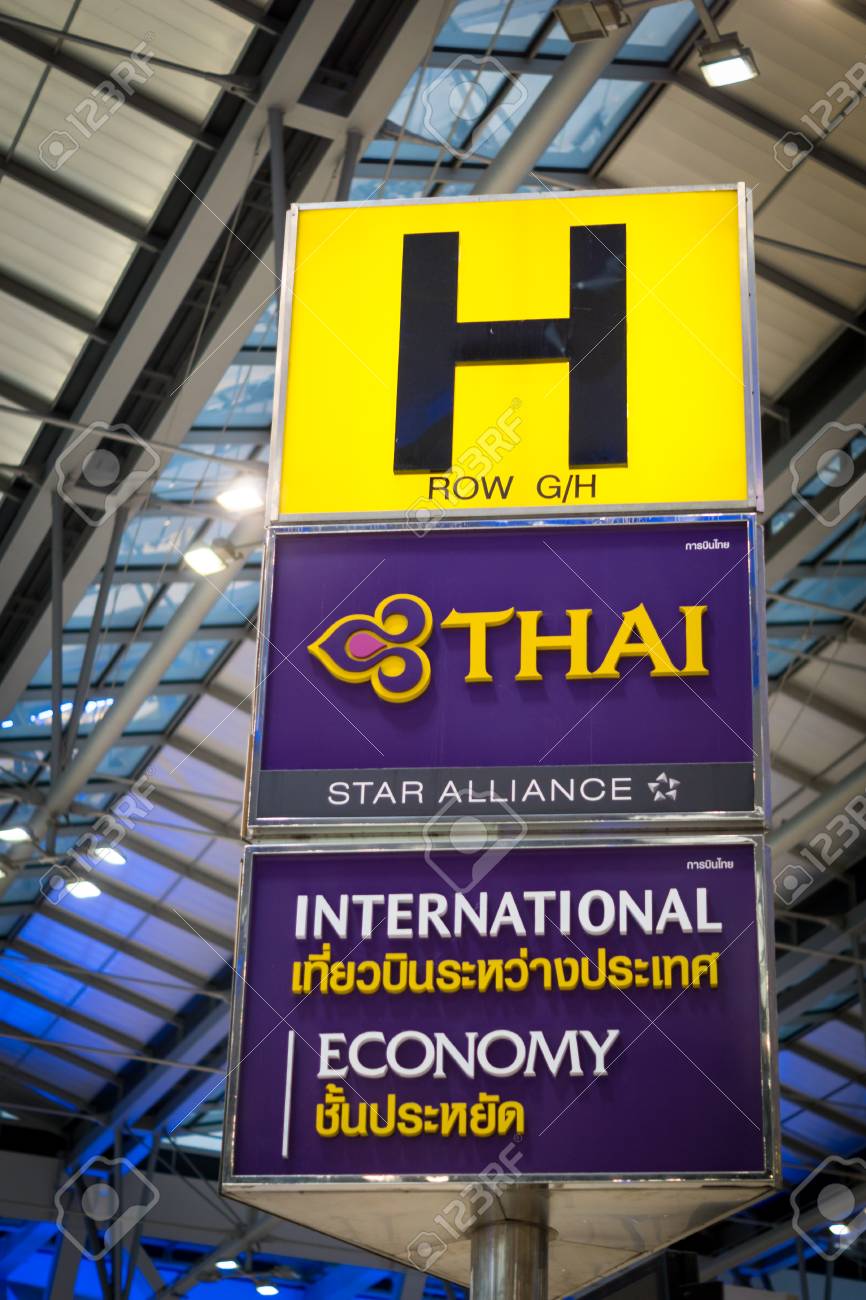 H
ROW G/H
การบินไทย
THAI
STAR ALLIANCE
การบินไทย
INTERNATIONAL
เที่ยวบินระหว่างประเทศ
ECONOMY
ชั้นประหยัด
123RF